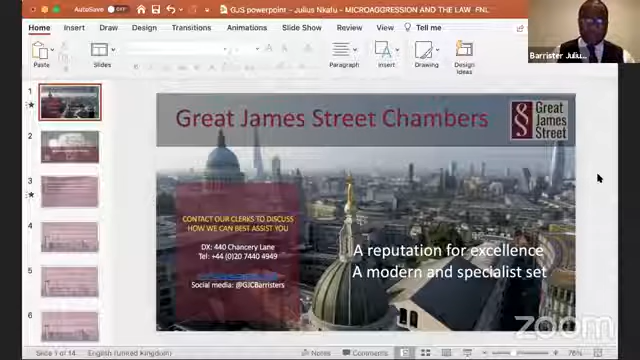 AutoSave OFF
GJS powerpoint - Julius Nkafu - MICROAGGRESSION AND THE LAW -FNL
Home Insert Draw Design Transitions Animations Slide Show Review Tell me
Paste Slides Paragraph Insert Drawing Design Ideas
Barrister Juliu...
1
2
3
4
5
6
Great James Street Chambers
Great
James
Street
CONTACT OUR CLERKS TO DISCUSS
HOW WE CAN BEST ASSIST YOU
DX: 440 Chancery Lane
Tel: +44 (0)20 7440 4949
Social media: @GJCBarristers
A reputation for excellence
A modern and specialist set
zoom
Slide 1 of 14 English (United Kingdom) Notes Comments 76%